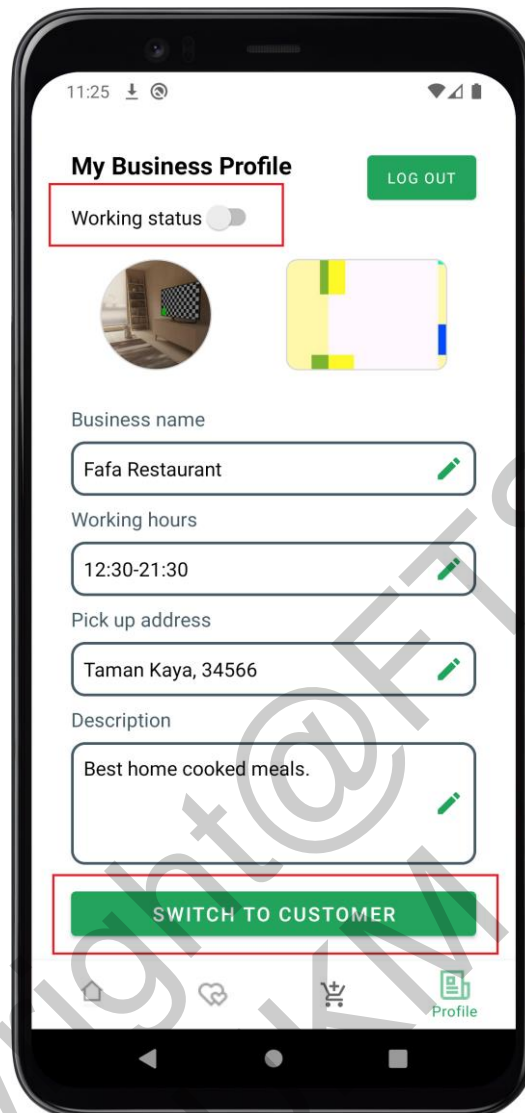 11:25
My Business Profile
LOG OUT
Working status
Business name
Fafa Restaurant
Working hours
12:30-21:30
Pick up address
Taman Kaya, 34566
Description
Best home cooked meals.
SWITCH TO CUSTOMER
Profile